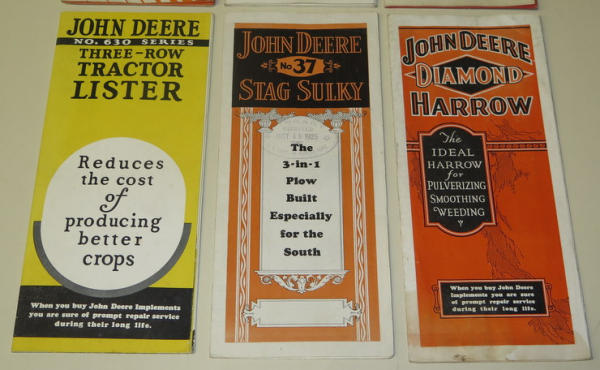 JOHN DEERE
NO. 630 SERIES
THREE-ROW
TRACTOR
LISTER
Reduces
the cost
of
producing
better
crops
When you buy John Deere Implements
you are sure of prompt repair service
during their long life.
JOHN DEERE
No 37
STAG SULKY
The
3-in-1
Plow
Built
Especially
for the
South
JOHN DEERE
DIAMOND
HARROW
The
IDEAL
HARROW
for
PULVERIZING
SMOOTHING
WEEDING
When you buy John Deere
Implements you are sure
of prompt repair service
during their long life.